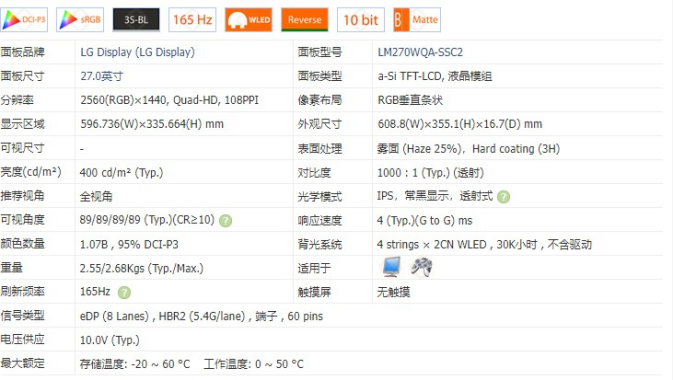 DCI-P3 sRGB 3S-BL 165 Hz WLED Reverse 10 bit Matte
面板品牌 LG Display (LG Display) 面板型号 LM270WQA-SSC2
面板尺寸 27.0英寸 面板类型 a-Si TFT-LCD, 液晶模组
分辨率 2560(RGB)×1440, Quad-HD, 108PPI 像素布局 RGB垂直条状
显示区域 596.736(W)×335.664(H) mm 外观尺寸 608.8(W)×355.1(H)×16.7(D) mm
可视尺寸 - 表面处理 雾面 (Haze 25%), Hard coating (3H)
亮度(cd/m²) 400 cd/m² (Typ.) 对比度 1000 : 1 (Typ.) (透射)
推荐视角 全视角 光学模式 IPS, 常黑显示, 透射式 ?
可视角度 89/89/89/89 (Typ.)(CR≥10) ? 响应速度 4 (Typ.)(G to G) ms
颜色数量 1.07B , 95% DCI-P3 背光系统 4 strings × 2CN WLED , 30K小时 , 不含驱动
重量 2.55/2.68Kgs (Typ./Max.) 适用于
刷新频率 165Hz ? 触摸屏 无触摸
信号类型 eDP (8 Lanes) , HBR2 (5.4G/lane) , 端子 , 60 pins
电压供应 10.0V (Typ.)
最大额定 存储温度: -20 ~ 60 °C 工作温度: 0 ~ 50 °C